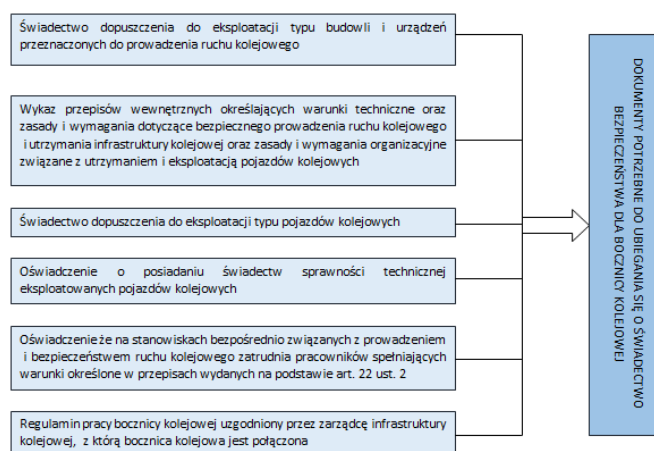 Świadectwo dopuszczenia do eksploatacji typu budowli i urządzeń
przeznaczonych do prowadzenia ruchu kolejowego
Wykaz przepisów wewnętrznych określających warunki techniczne oraz
zasady i wymagania dotyczące bezpiecznego prowadzenia ruchu kolejowego
i utrzymania infrastruktury kolejowej oraz zasady i wymagania organizacyjne
związane z utrzymaniem i eksploatacją pojazdów kolejowych
Świadectwo dopuszczenia do eksploatacji typu pojazdów kolejowych
Oświadczenie o posiadaniu świadectw sprawności technicznej
eksploatowanych pojazdów kolejowych
Oświadczenie że na stanowiskach bezpośrednio związanych z prowadzeniem
i bezpieczeństwem ruchu kolejowego zatrudnia pracowników spełniających
warunki określone w przepisach wydanych na podstawie art. 22 ust. 2
Regulamin pracy bocznicy kolejowej uzgodniony przez zarządcę infrastruktury
kolejowej, z którą bocznica kolejowa jest połączona
DOKUMENTY POTRZEBNE DO UBIEGANIA SIĘ O ŚWIADECTWO
BEZPIECZEŃSTWA DLA BOCZNICY KOLEJOWEJ